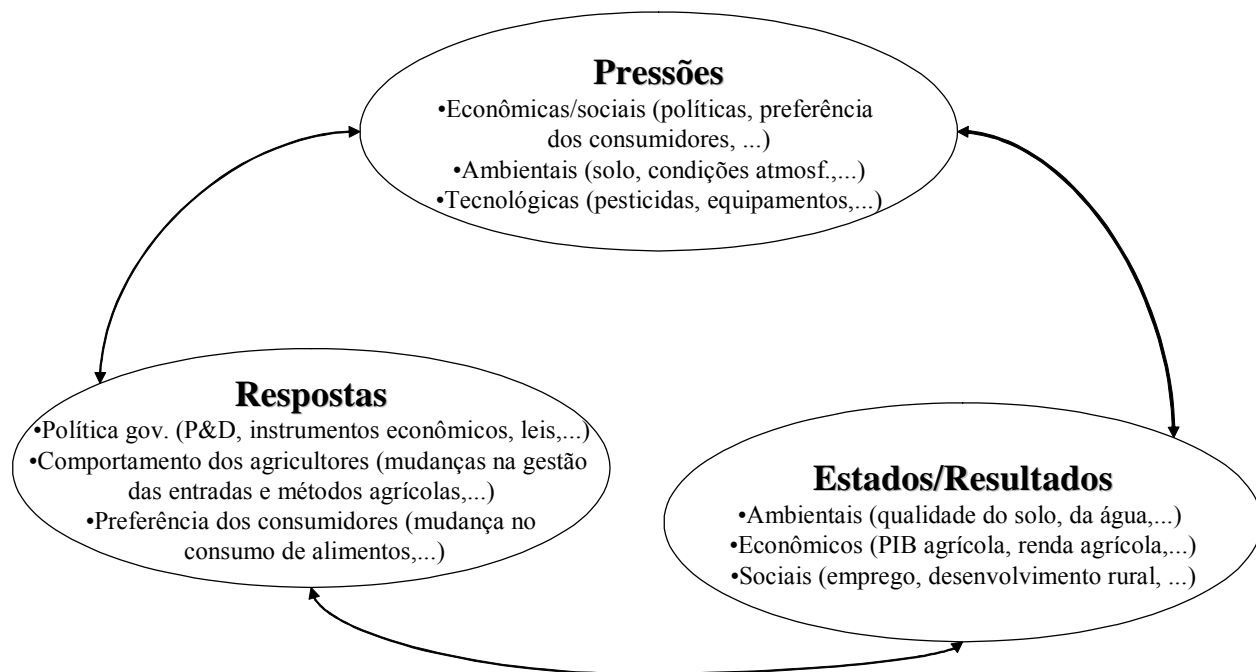 Pressões
•Econômicas/sociais (políticas, preferência
dos consumidores, ...)
•Ambientais (solo, condições atmosf.,...)
•Tecnológicas (pesticidas, equipamentos,...)
Respostas
•Política gov. (P&D, instrumentos econômicos, leis,...)
•Comportamento dos agricultores (mudanças na gestão
das entradas e métodos agrícolas,...)
•Preferência dos consumidores (mudança no
consumo de alimentos,...)
Estados/Resultados
•Ambientais (qualidade do solo, da água,...)
•Econômicos (PIB agrícola, renda agrícola,...)
•Sociais (emprego, desenvolvimento rural, ...)